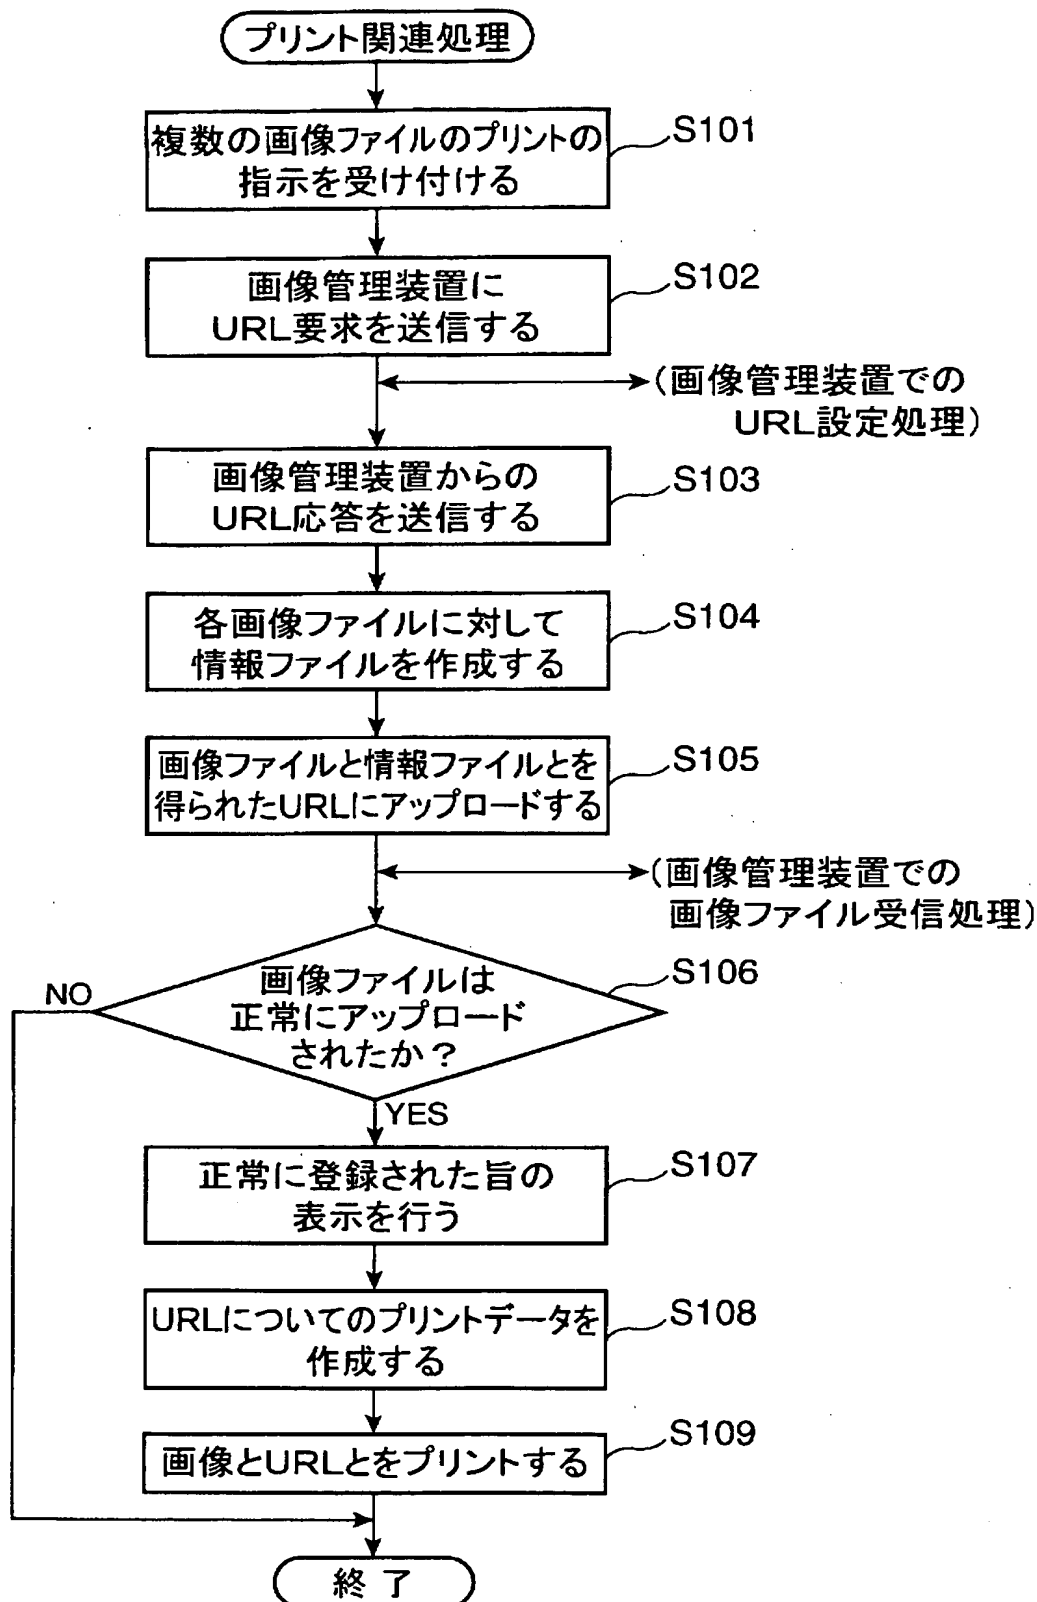 プリント関連処理
複数の画像ファイルのプリントの
指示を受け付ける
S101
画像管理装置に
URL要求を送信する
S102
(画像管理装置での
URL設定処理)
画像管理装置からの
URL応答を送信する
S103
各画像ファイルに対して
情報ファイルを作成する
S104
画像ファイルと情報ファイルとを
得られたURLにアップロードする
S105
(画像管理装置での
画像ファイル受信処理)
画像ファイルは
正常にアップロード
されたか？
S106
NO
YES
正常に登録された旨の
表示を行う
S107
URLについてのプリントデータを
作成する
S108
画像とURLとをプリントする
S109
終了